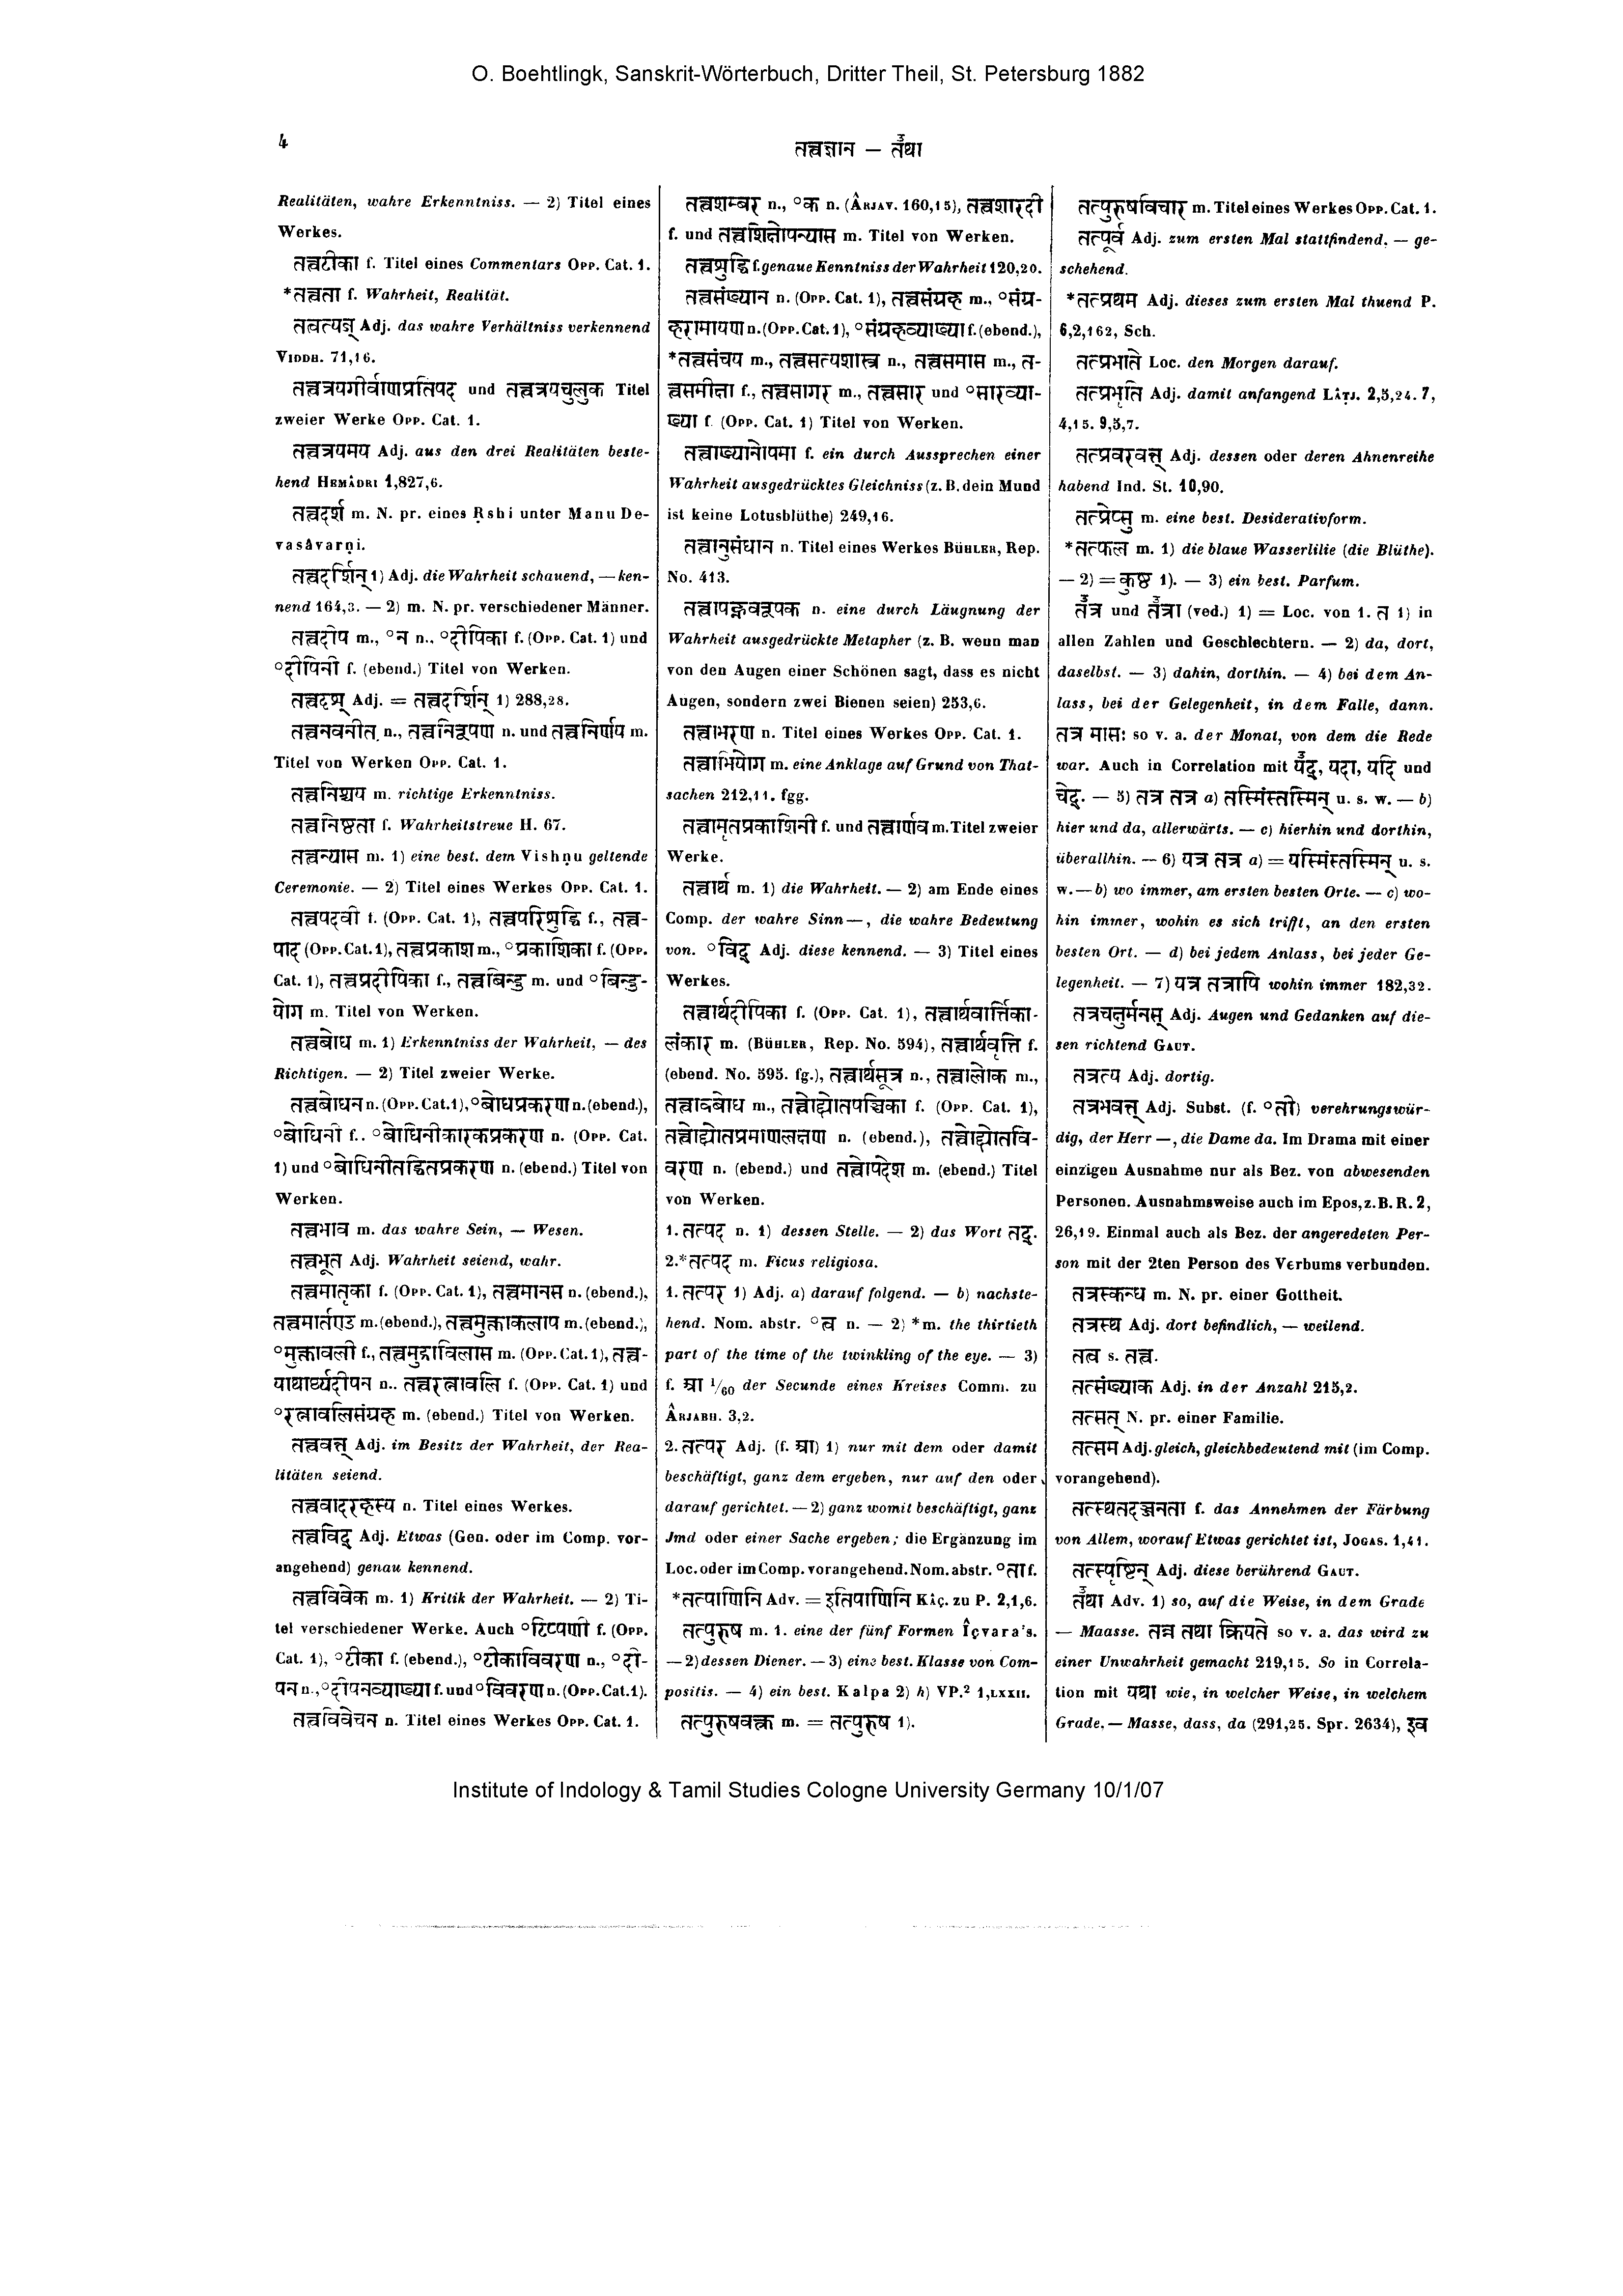 O. Boehtlingk, Sanskrit-Wörterbuch, Dritter Theil, St. Petersburg 1882
4
तत्त्वज्ञान — तथा
Realitäten, wahre Erkenntniss. — 2) Titel eines
Werkes.
तत्त्वटीका f. Titel eines Commentars Opp. Cat. 1.
*तत्त्वता f. Wahrheit, Realität.
तत्त्वत्यज् Adj. das wahre Verhältniss verkennend
Viddh. 71,16.
तत्त्वत्रयगीर्वाणप्रतिपद् und तत्त्वत्रयचुलुक Titel
zweier Werke Opp. Cat. 1.
तत्त्वत्रयमय Adj. aus den drei Realitäten beste-
hend Hemâdri 1,827,6.
तत्त्वदर्श m. N. pr. eines Ṛshi unter Manu De-
vasâvarṇi.
तत्त्वदर्शिन् 1) Adj. die Wahrheit schauend, — ken-
nend 164,3. — 2) m. N. pr. verschiedener Männer.
तत्त्वदीप m., °न n., °दीपिका f. (Opp. Cat. 1) und
°दीपिनी f. (ebend.) Titel von Werken.
तत्त्वदृश् Adj. = तत्त्वदर्शिन् 1) 288,28.
तत्त्वनवनीत n., तत्त्वनिरूपण n. und तत्त्वनिर्णय m.
Titel von Werken Opp. Cat. 1.
तत्त्वनिश्चय m. richtige Erkenntniss.
तत्त्वनिष्ठता f. Wahrheitstreue H. 67.
तत्त्वन्यास m. 1) eine best. dem Vishṇu geltende
Ceremonie. — 2) Titel eines Werkes Opp. Cat. 1.
तत्त्वपदवी f. (Opp. Cat. 1), तत्त्वपरिशुद्धि f., तत्त्व-
पाद (Opp. Cat. 1), तत्त्वप्रकाश m., °प्रकाशिका f. (Opp.
Cat. 1), तत्त्वप्रदीपिका f., तत्त्वबिन्दु m. und °बिन्दु-
योग m. Titel von Werken.
तत्त्वबोध m. 1) Erkenntniss der Wahrheit, — des
Richtigen. — 2) Titel zweier Werke.
तत्त्वबोधन n. (Opp. Cat. 1), °बोधप्रकरण n. (ebend.),
°बोधिनी f., °बोधिनीकारकप्रकरण n. (Opp. Cat.
1) und °बोधिनीतद्धितप्रकरण n. (ebend.) Titel von
Werken.
तत्त्वभाव m. das wahre Sein, — Wesen.
तत्त्वभूत Adj. Wahrheit seiend, wahr.
तत्त्वमातृका f. (Opp. Cat. 1), तत्त्वमानस n. (ebend.),
तत्त्वमार्तण्ड m. (ebend.), तत्त्वमुक्ताकलाप m. (ebend.),
°मुक्तावली f., तत्त्वमुद्राविलास m. (Opp. Cat. 1), तत्त्व-
याथार्थ्यदीपन n., तत्त्वरत्नावलि f. (Opp. Cat. 1) und
°रत्नावलिसंग्रह m. (ebend.) Titel von Werken.
तत्त्ववत् Adj. im Besitz der Wahrheit, der Rea-
litäten seiend.
तत्त्ववादरहस्य n. Titel eines Werkes.
तत्त्वविद् Adj. Etwas (Gen. oder im Comp. vor-
angehend) genau kennend.
तत्त्वविवेक m. 1) Kritik der Wahrheit. — 2) Ti-
tel verschiedener Werke. Auch °टिप्पणी f. (Opp.
Cat. 1), °टीका f. (ebend.), °टीकाविवरण n., °दी-
पन n., °दीपनव्याख्या f. und °विवरण n. (Opp. Cat. 1).
तत्त्वविवेचन n. Titel eines Werkes Opp. Cat. 1.
तत्त्वशम्बर n., °क n. (Ârjav. 160,15), तत्त्वशारदी
f. und तत्त्वशिक्षोपन्यास m. Titel von Werken.
तत्त्वशुद्धि f. genaue Kenntniss der Wahrheit 120,20.
तत्त्वसंख्यान n. (Opp. Cat. 1), तत्त्वसंग्रह m., °संग्र-
हरामायण n. (Opp. Cat. 1), °संग्रहव्याख्या f. (ebend.),
*तत्त्वसंचय m., तत्त्वसत्यशास्त्र n., तत्त्वसमास m., त-
त्त्वसमीक्षा f., तत्त्वसागर m., तत्त्वसार und °सारव्या-
ख्या f. (Opp. Cat. 1) Titel von Werken.
तत्त्वाख्यानोपमा f. ein durch Aussprechen einer
Wahrheit ausgedrücktes Gleichniss (z. B. dein Mund
ist keine Lotusblüthe) 249,16.
तत्त्वानुसंधान n. Titel eines Werkes Bühler, Rep.
No. 413.
तत्त्वापह्नवरूपक n. eine durch Läugnung der
Wahrheit ausgedrückte Metapher (z. B. wenn man
von den Augen einer Schönen sagt, dass es nicht
Augen, sondern zwei Bienen seien) 253,6.
तत्त्वाभरण n. Titel eines Werkes Opp. Cat. 1.
तत्त्वाभियोग m. eine Anklage auf Grund von That-
sachen 212,11. fgg.
तत्त्वामृतप्रकाशिनी f. und तत्त्वार्णव m. Titel zweier
Werke.
तत्त्वार्थ m. 1) die Wahrheit. — 2) am Ende eines
Comp. der wahre Sinn —, die wahre Bedeutung
von. °विद् Adj. diese kennend. — 3) Titel eines
Werkes.
तत्त्वार्थदीपिका f. (Opp. Cat. 1), तत्त्वार्थवार्त्तिका-
लंकार m. (Bühler, Rep. No. 594), तत्त्वार्थवृत्ति f.
(ebend. No. 595. fg.), तत्त्वार्थसूत्र n., तत्त्वालोक m.,
तत्त्वावबोध m., तत्त्वोद्द्योतपञ्चिका f. (Opp. Cat. 1),
तत्त्वोद्द्योतप्रमाणलक्षण n. (ebend.), तत्त्वोद्द्योतवि-
वरण n. (ebend.) und तत्त्वोपदेश m. (ebend.) Titel
von Werken.
1. तत्पद n. 1) dessen Stelle. — 2) das Wort तद्.
2.*तत्पद m. Ficus religiosa.
1. तत्पर 1) Adj. a) darauf folgend. — b) nachste-
hend. Nom. abstr. °त्व n. — 2) *m. the thirtieth
part of the time of the twinkling of the eye. — 3)
f. आ 1/60 der Secunde eines Kreises Comm. zu
Ârjabh. 3,2.
2. तत्पर Adj. (f. आ) 1) nur mit dem oder damit
beschäftigt, ganz dem ergeben, nur auf den oder
darauf gerichtet. — 2) ganz womit beschäftigt, ganz
Jmd oder einer Sache ergeben; die Ergänzung im
Loc. oder im Comp. vorangehend. Nom. abstr. °ता f.
*तत्पाणिनि Adv. = इतिपाणिनि Kâç. zu P. 2,1,6.
तत्पुरुष m. 1. eine der fünf Formen Îçvara's.
— 2) dessen Diener. — 3) eine best. Klasse von Com-
positis. — 4) ein best. Kalpa 2) h) VP.² 1,lxxii.
तत्पुरुषवक्त्र m. = तत्पुरुष 1).
तत्पुरुषविचार m. Titel eines Werkes Opp. Cat. 1.
तत्पूर्व Adj. zum ersten Mal stattfindend, — ge-
schehend.
*तत्प्रथम Adj. dieses zum ersten Mal thuend P.
6,2,162, Sch.
तत्प्रभाते Loc. den Morgen darauf.
तत्प्रभृति Adj. damit anfangend Lâṭj. 2,5,24. 7,
4,15. 9,5,7.
तत्प्रवरवत् Adj. dessen oder deren Ahnenreihe
habend Ind. St. 10,90.
तत्प्रेप्सु m. eine best. Desiderativform.
*तत्फल m. 1) die blaue Wasserlilie (die Blüthe).
— 2) = कुष्ठ 1). — 3) ein best. Parfum.
तत्र und तत्रा (ved.) 1) = Loc. von 1. त 1) in
allen Zahlen und Geschlechtern. — 2) da, dort,
daselbst. — 3) dahin, dorthin. — 4) bei dem An-
lass, bei der Gelegenheit, in dem Falle, dann.
तत्र मासः so v. a. der Monat, von dem die Rede
war. Auch in Correlation mit यद्, यदा, यदि und
चेद्. — 5) तत्र तत्र a) तस्मिंस्तस्मिन् u. s. w. — b)
hier und da, allerwärts. — c) hierhin und dorthin,
überallhin. — 6) यत्र तत्र a) = यस्मिंस्तस्मिन् u. s.
w. — b) wo immer, am ersten besten Orte. — c) wo-
hin immer, wohin es sich trifft, an den ersten
besten Ort. — d) bei jedem Anlass, bei jeder Ge-
legenheit. — 7) यत्र तत्रापि wohin immer 182,32.
तत्रचक्षुर्मनस् Adj. Augen und Gedanken auf die-
sen richtend Gaut.
तत्रत्य Adj. dortig.
तत्रभवत् Adj. Subst. (f. °ती) verehrungswür-
dig, der Herr —, die Dame da. Im Drama mit einer
einzigen Ausnahme nur als Bez. von abwesenden
Personen. Ausnahmsweise auch im Epos, z. B. R. 2,
26,19. Einmal auch als Bez. der angeredeten Per-
son mit der 2ten Person des Verbums verbunden.
तत्रस्कन्ध m. N. pr. einer Gottheit.
तत्रस्थ Adj. dort befindlich, — weilend.
तत्व s. तत्त्व.
तत्संख्याक Adj. in der Anzahl 215,2.
तत्सत् N. pr. einer Familie.
तत्सम Adj. gleich, gleichbedeutend mit (im Comp.
vorangehend).
तत्स्थतदञ्जनता f. das Annehmen der Färbung
von Allem, worauf Etwas gerichtet ist, Jogas. 1,41.
तत्स्पृष्टिन् Adj. diese berührend Gaut.
तथा Adv. 1) so, auf die Weise, in dem Grade
— Maasse. तन्न तथा क्रियते so v. a. das wird zu
einer Unwahrheit gemacht 219,15. So in Correla-
tion mit यथा wie, in welcher Weise, in welchem
Grade, — Masse, dass, da (291,25. Spr. 2634), इव
Institute of Indology & Tamil Studies Cologne University Germany 10/1/07